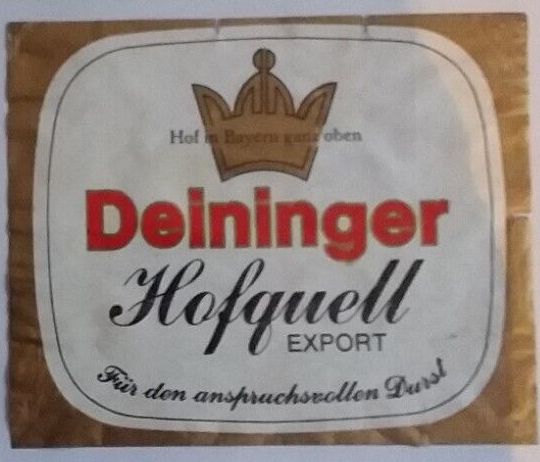 Hof in Bayern ganz oben
Deininger
Hofquell
EXPORT
Für den anspruchsvollen Durst